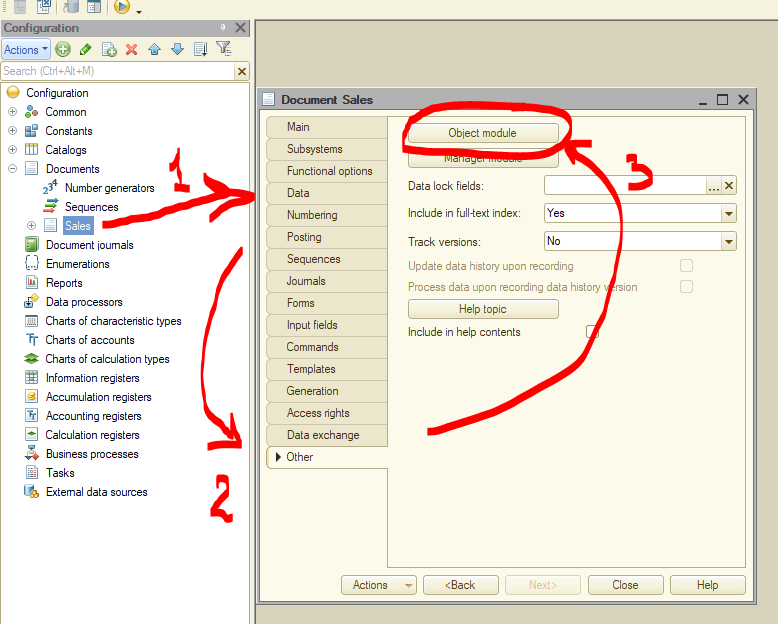 Configuration
Actions
Search (Ctrl+Alt+M)
Configuration
Common
Constants
Catalogs
Documents
Number generators
Sequences
Sales
Document journals
Enumerations
Reports
Data processors
Charts of characteristic types
Charts of accounts
Charts of calculation types
Information registers
Accumulation registers
Accounting registers
Calculation registers
Business processes
Tasks
External data sources
1
2
Document Sales
Main
Subsystems
Functional options
Data
Numbering
Posting
Sequences
Journals
Forms
Input fields
Commands
Templates
Generation
Access rights
Data exchange
Other
Object module
Manager module
3
Data lock fields:
...
Include in full-text index: Yes
Track versions: No
Update data history upon recording
Process data upon recording data history version
Help topic
Include in help contents
Actions <Back Next> Close Help